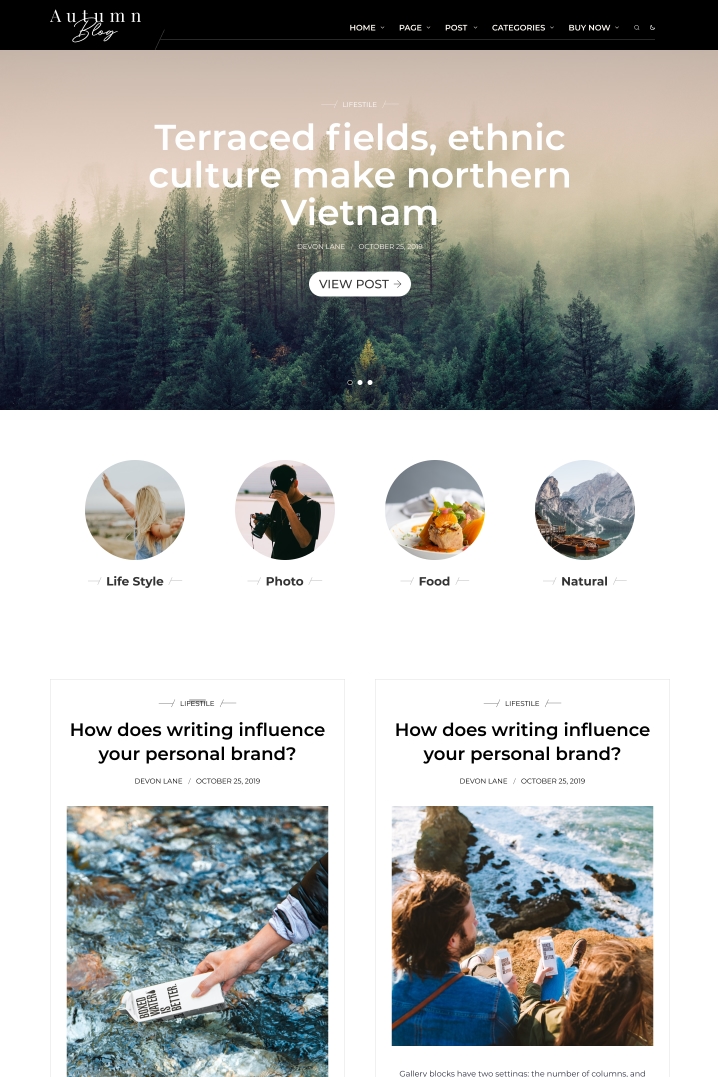 Autumn
Blog
HOME PAGE POST CATEGORIES BUY NOW
LIFESTILE
Terraced fields, ethnic
culture make northern
Vietnam
DEVON LANE / OCTOBER 25, 2019
VIEW POST
Life Style
Photo
Food
Natural
LIFESTILE
How does writing influence
your personal brand?
DEVON LANE / OCTOBER 25, 2019
BOXED
WATER
IS
BETTER.
LIFESTILE
How does writing influence
your personal brand?
DEVON LANE / OCTOBER 25, 2019
Gallery blocks have two settings: the number of columns, and